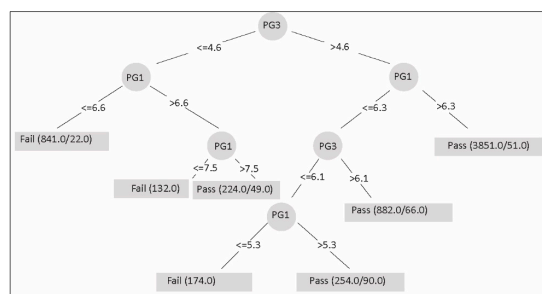 PG3
<=4.6 >4.6
PG1 PG1
<=6.6 >6.6 <=6.3 >6.3
Fail (841.0/22.0) PG1 PG3 Pass (3851.0/51.0)
<=7.5 >7.5 <=6.1 >6.1
Fail (132.0) Pass (224.0/49.0) Pass (882.0/66.0)
PG1
<=5.3 >5.3
Fail (174.0) Pass (254.0/90.0)